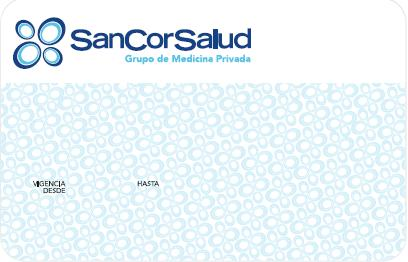 SanCorSalud
Grupo de Medicina Privada
VIGENCIA HASTA
DESDE